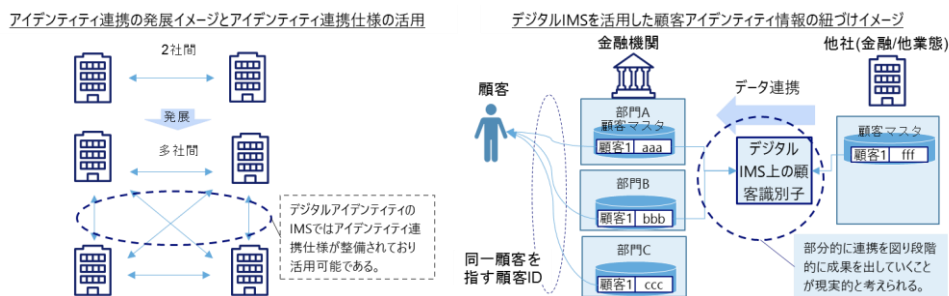 アイデンティティ連携の発展イメージとアイデンティティ連携仕様の活用
2社間
発展
多社間
デジタルアイデンティティの
IMSではアイデンティティ連
携仕様が整備されており
活用可能である。
デジタルIMSを活用した顧客アイデンティティ情報の紐づけイメージ
金融機関
他社(金融/他業態)
顧客
データ連携
部門A
顧客マスタ
顧客1 aaa
部門B
顧客1 bbb
部門C
顧客1 ccc
デジタル
IMS上の顧
客識別子
顧客マスタ
顧客1 fff
同一顧客を
指す顧客ID
部分的に連携を図り段階
的に成果を出していくこと
が現実的と考えられる。